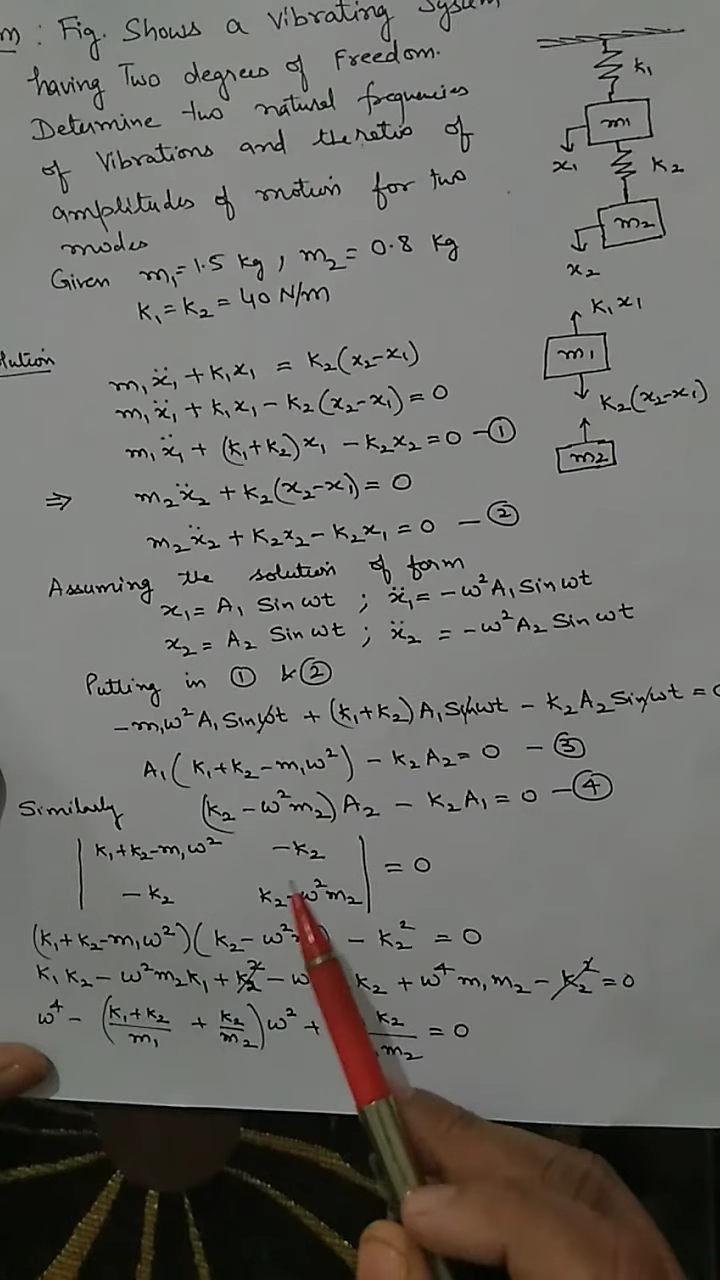 m : Fig. Shows a Vibrating System
having Two degrees of Freedom.
Determine two natural frequencies
of Vibrations and the ratio of
amplitudes of motion for two
modes
Given m₁=1.5 kg, m₂=0.8 kg
K₁=K₂=40 N/m
K₁
m₁
x₁
K₂
m₂
x₂
K₁x₁
m₁
K₂(x₂-x₁)
m₂
lution
m₁ẍ₁ + K₁x₁ = K₂(x₂-x₁)
m₁ẍ₁ + K₁x₁ - K₂(x₂-x₁) = 0
m₁ẍ₁ + (K₁+K₂)x₁ - K₂x₂ = 0 - ①
⇒ m₂ẍ₂ + K₂(x₂-x₁) = 0
m₂ẍ₂ + K₂x₂ - K₂x₁ = 0 - ②
Assuming the solution of form
x₁ = A₁ Sin ωt ; ẍ₁ = -ω²A₁ Sin ωt
x₂ = A₂ Sin ωt ; ẍ₂ = -ω²A₂ Sin ωt
Putting in ① & ②
-m₁ω²A₁ Sin ωt + (K₁+K₂)A₁ Sin ωt - K₂A₂ Sin ωt = 0
A₁(K₁+K₂-m₁ω²) - K₂A₂ = 0 - ③
Similarly (K₂-ω²m₂)A₂ - K₂A₁ = 0 - ④
| K₁+K₂-m₁ω² -K₂ |
| -K₂ K₂-ω²m₂ | = 0
(K₁+K₂-m₁ω²)(K₂-ω² ) - K₂² = 0
K₁K₂ - ω²m₂K₁ + K₂² - ω K₂ + ω⁴m₁m₂ - K₂² = 0
ω⁴ - ((K₁+K₂)/m₁ + K₂/m₂)ω² + K₂/m₂ = 0